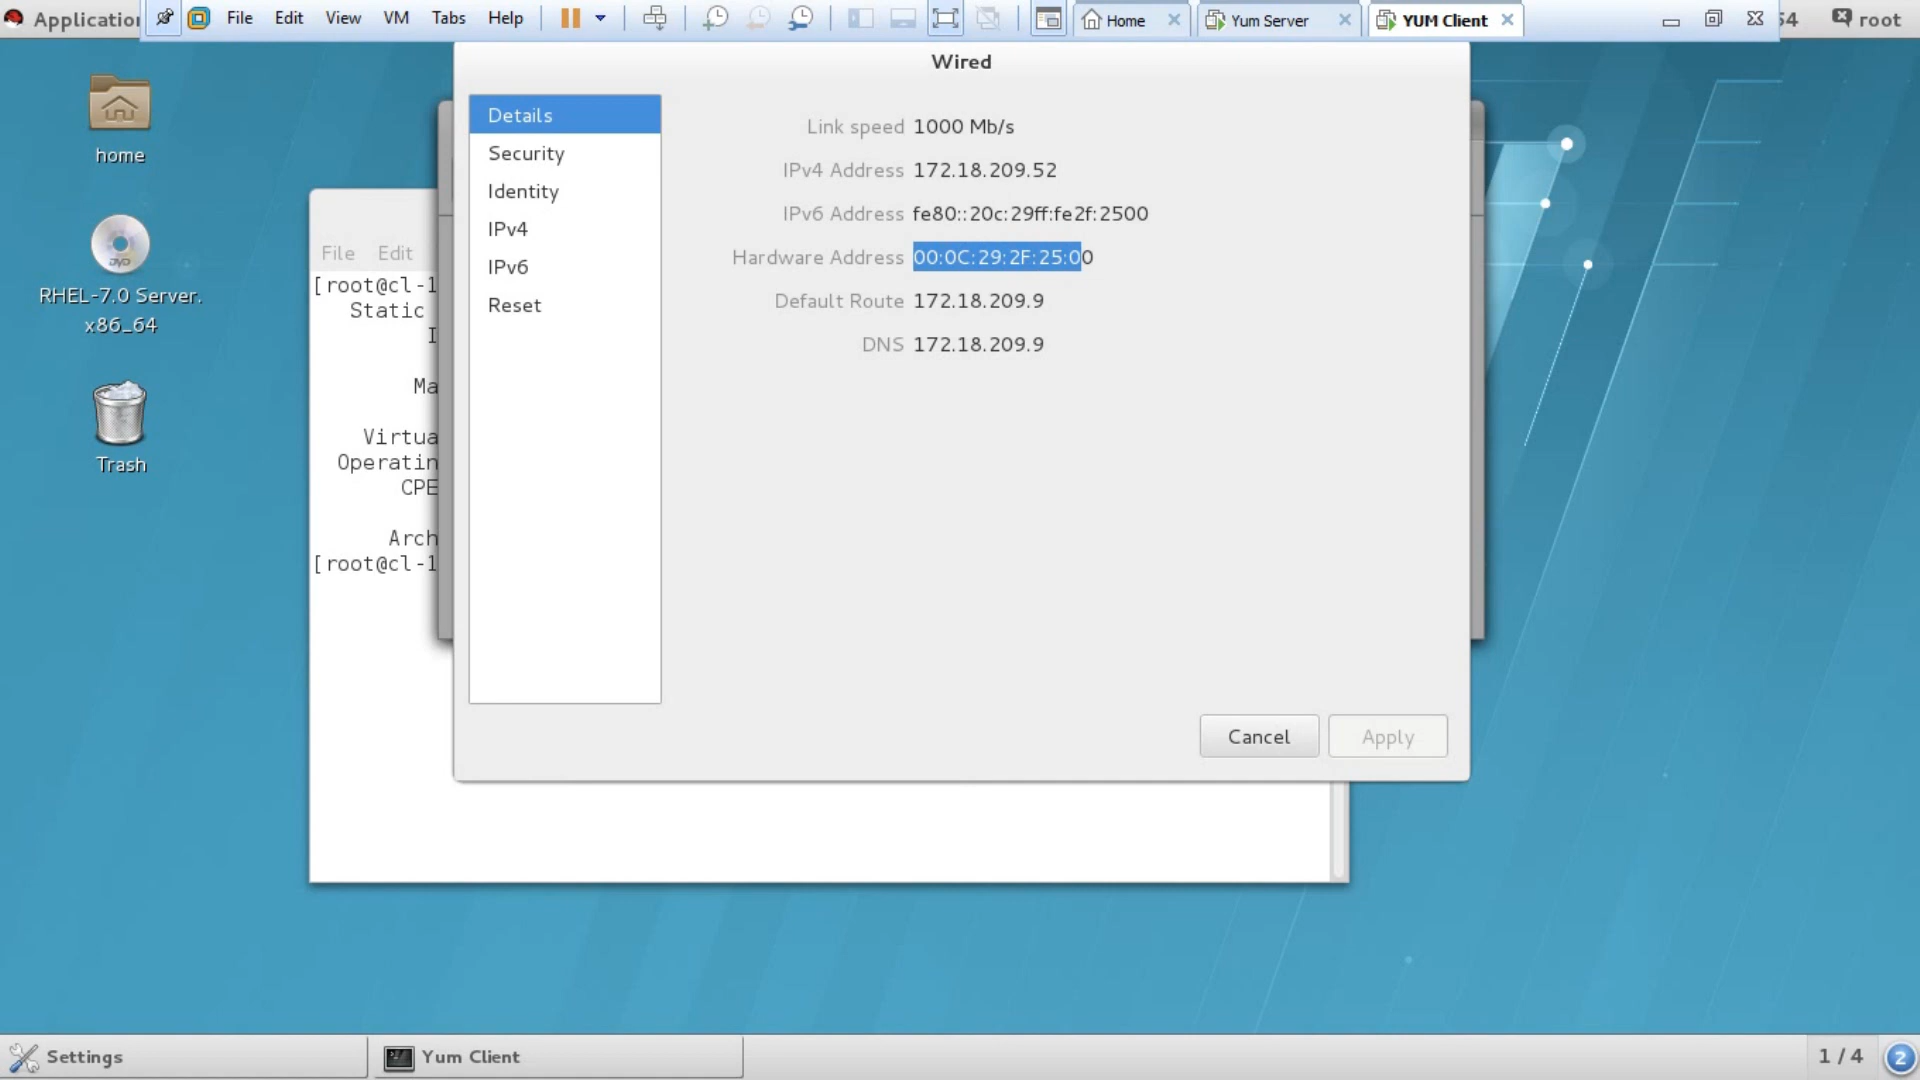 Application
File Edit View VM Tabs Help
Home
Yum Server
YUM Client
54
root
Wired
home
RHEL-7.0 Server.
x86_64
Trash
Details
Security
Identity
IPv4
IPv6
Reset
Link speed 1000 Mb/s
IPv4 Address 172.18.209.52
IPv6 Address fe80::20c:29ff:fe2f:2500
Hardware Address 00:0C:29:2F:25:00
Default Route 172.18.209.9
DNS 172.18.209.9
Cancel
Apply
File Edit
[root@cl-1
Static
I
Ma
Virtua
Operatin
CPE
Arch
[root@cl-1
Settings
Yum Client
1 / 4
2